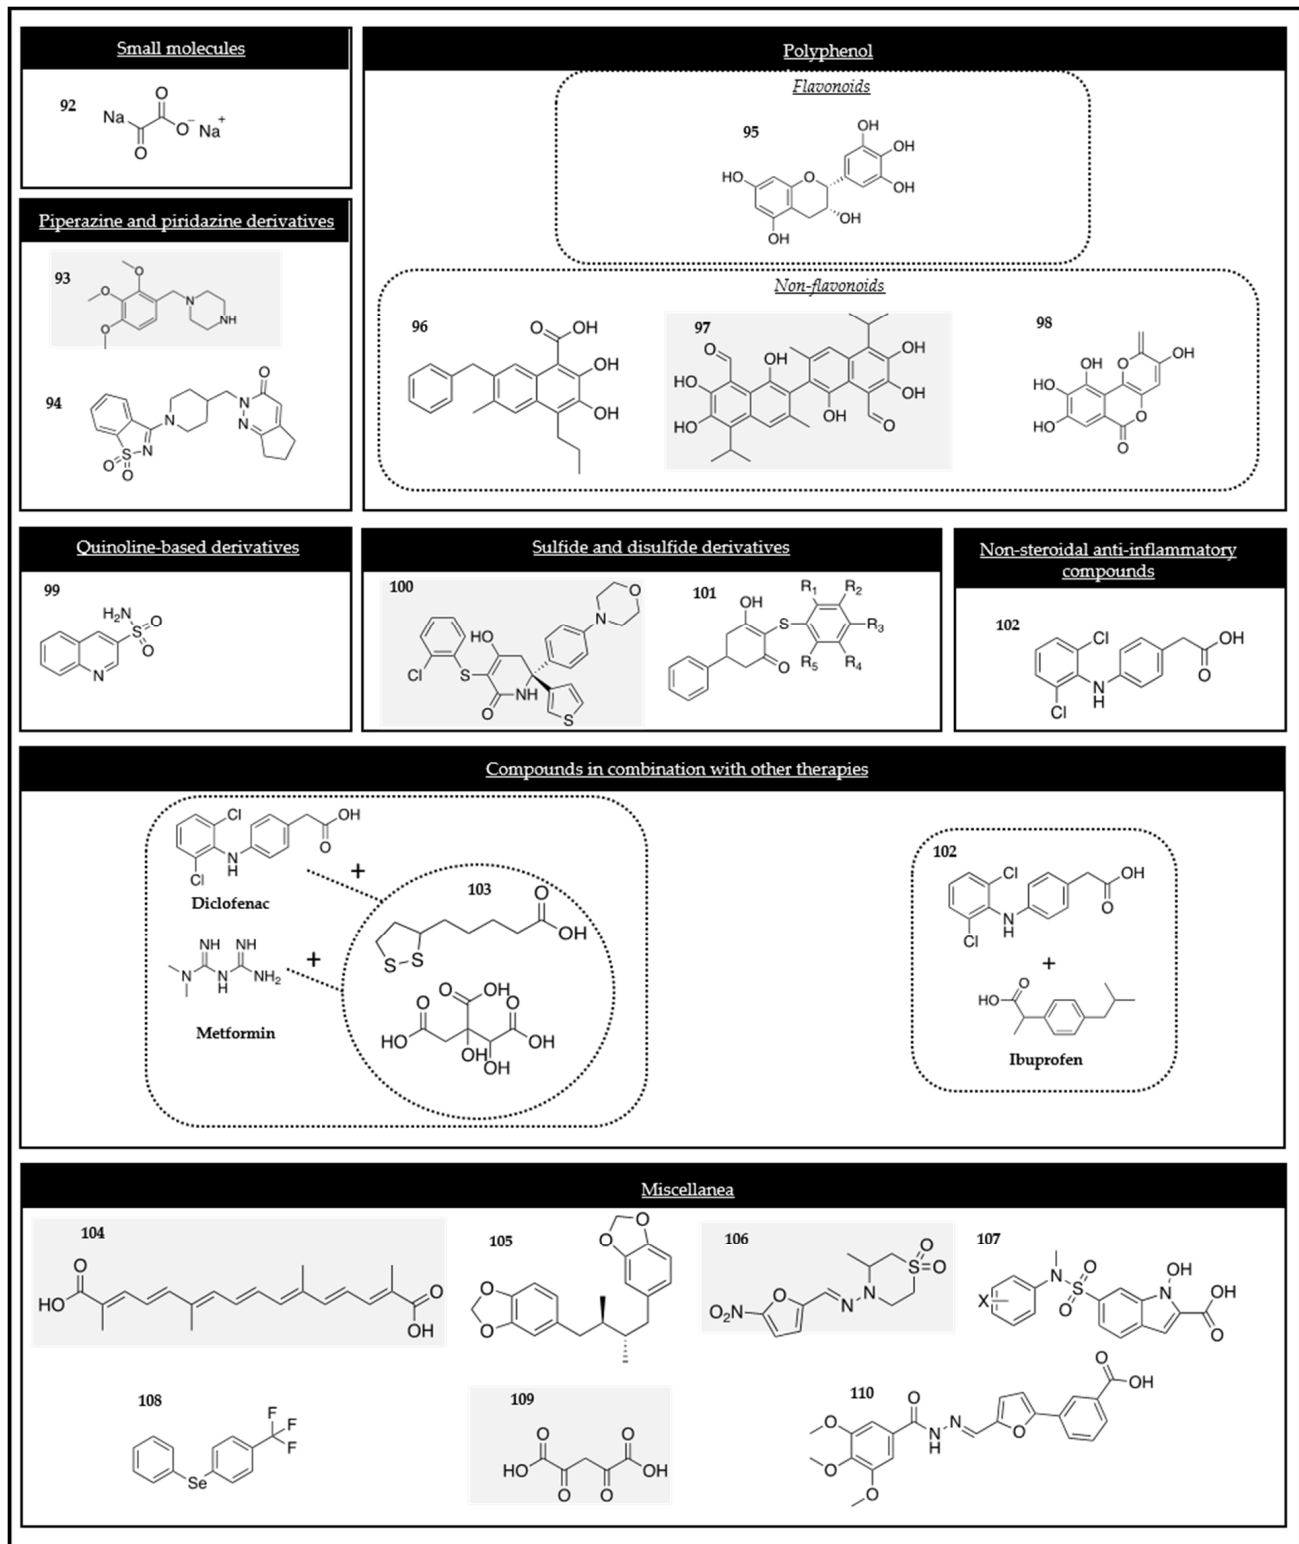 Small molecules
92
Na
O
O
O⁻
Na⁺
Polyphenol
Flavonoids
95
OH
OH
OH
HO
O
OH
OH
Piperazine and piridazine derivatives
93
O
O
O
N
NH
94
O
N
N
N
N
S
O
O
Non-flavonoids
96
O
OH
OH
OH
97
O
OH
OH
HO
OH
HO
OH
O
98
O
OH
OH
HO
HO
O
O
Quinoline-based derivatives
99
H₂N
S
O
O
N
Sulfide and disulfide derivatives
100
O
N
HO
Cl
S
O
NH
S
101
OH
S
O
R₁
R₂
R₃
R₅
R₄
Non-steroidal anti-inflammatory
compounds
102
Cl
OH
O
N
H
Cl
Compounds in combination with other therapies
Cl
OH
O
N
H
Cl
Diclofenac
+
NH
NH
N
N
H
NH₂
+
Metformin
103
O
OH
S
S
O
OH
O
O
HO
OH
OH
OH
102
Cl
OH
O
N
H
Cl
+
O
HO
Ibuprofen
Miscellanea
104
O
HO
O
OH
105
O
O
O
O
106
O
S
O
N
N
O
O₂N
107
N
O
S
O
X
OH
N
OH
O
108
F
F
F
Se
109
O
O
HO
OH
O
O
110
O
OH
O
N
N
H
O
O
O
O